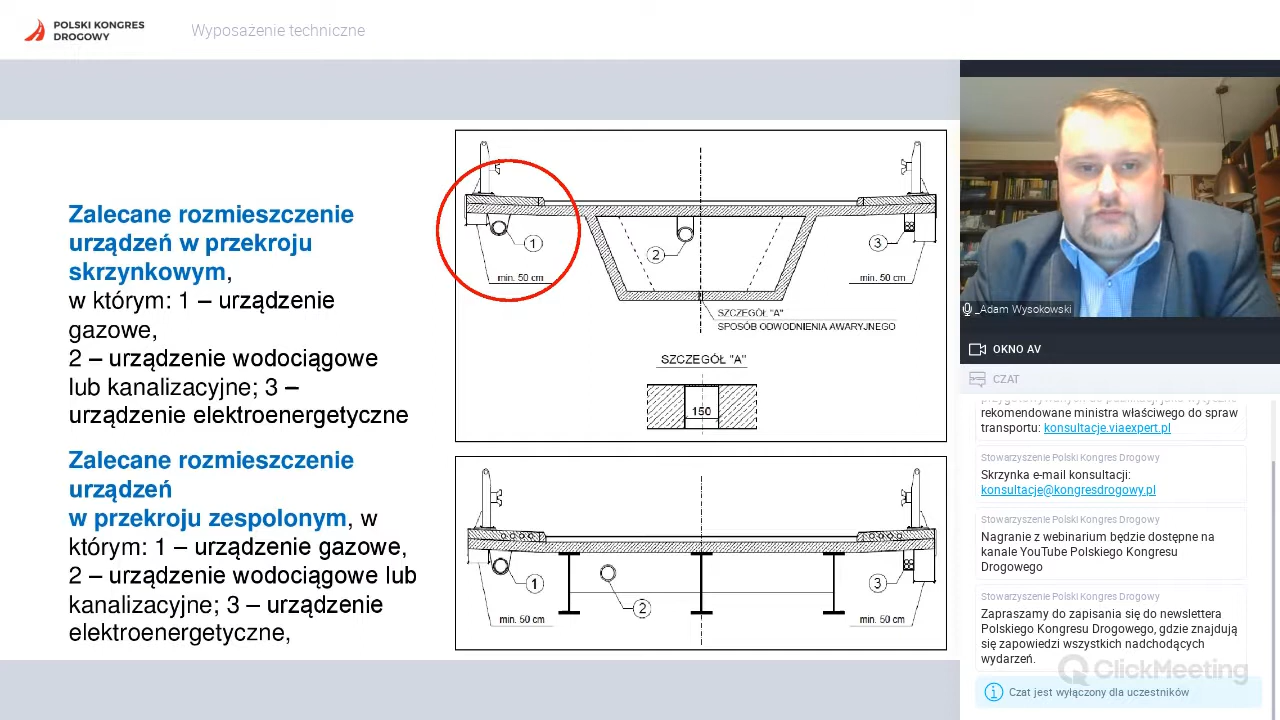 POLSKI KONGRES
DROGOWY
Wyposażenie techniczne
Zalecane rozmieszczenie
urządzeń w przekroju
skrzynkowym,
w którym: 1 – urządzenie
gazowe,
2 – urządzenie wodociągowe
lub kanalizacyjne; 3 –
urządzenie elektroenergetyczne
Zalecane rozmieszczenie
urządzeń
w przekroju zespolonym, w
którym: 1 – urządzenie gazowe,
2 – urządzenie wodociągowe lub
kanalizacyjne; 3 – urządzenie
elektroenergetyczne,
1
2
3
min. 50 cm
min. 50 cm
SZCZEGÓŁ "A"
SPOSÓB ODWODNIENIA AWARYJNEGO
SZCZEGÓŁ "A"
150
1
2
3
min. 50 cm
min. 50 cm
_Adam Wysokowski
OKNO AV
CZAT
rekomendowane ministra właściwego do spraw
transportu: konsultacje.viaexpert.pl
Stowarzyszenie Polski Kongres Drogowy
Skrzynka e-mail konsultacji:
konsultacje@kongresdrogowy.pl
Stowarzyszenie Polski Kongres Drogowy
Nagranie z webinarium będzie dostępne na
kanale YouTube Polskiego Kongresu
Drogowego
Stowarzyszenie Polski Kongres Drogowy
Zapraszamy do zapisania się do newslettera
Polskiego Kongresu Drogowego, gdzie znajdują
się zapowiedzi wszystkich nadchodzących
wydarzeń.
ClickMeeting
Czat jest wyłączony dla uczestników